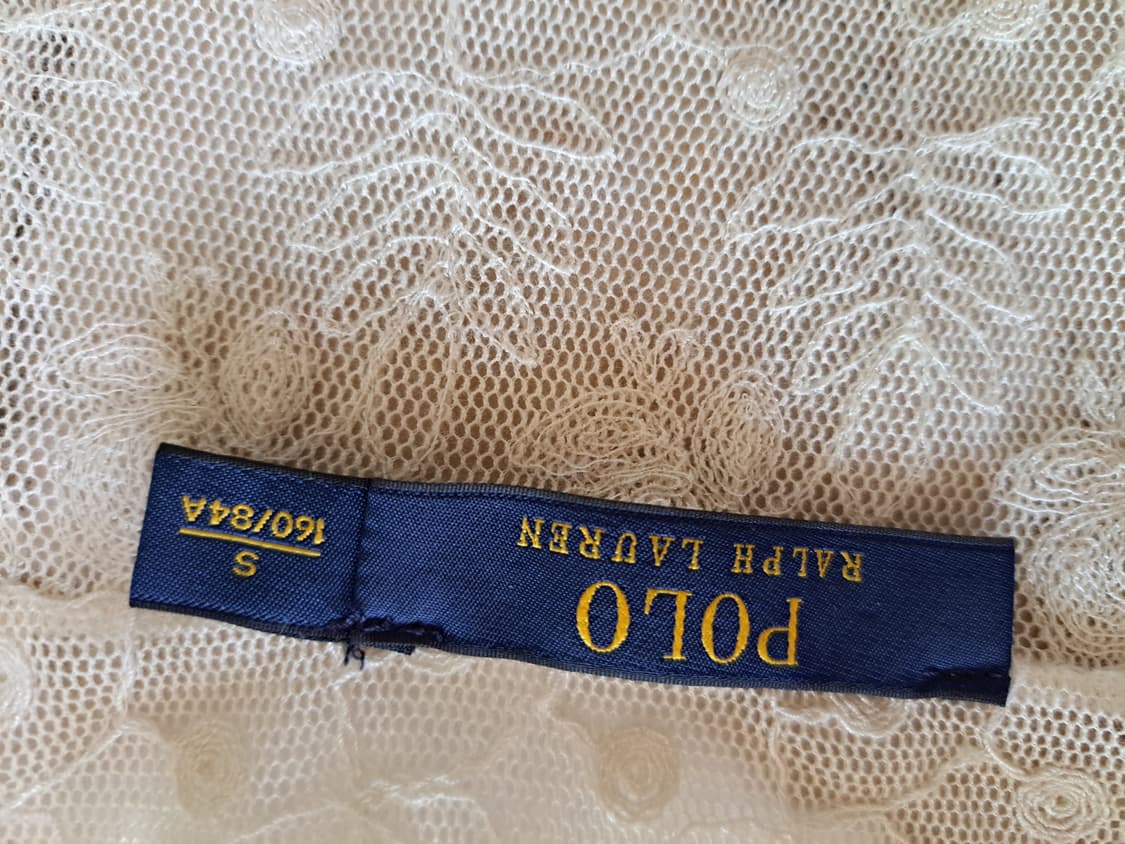 POLO
RALPH LAUREN
S
160/84A